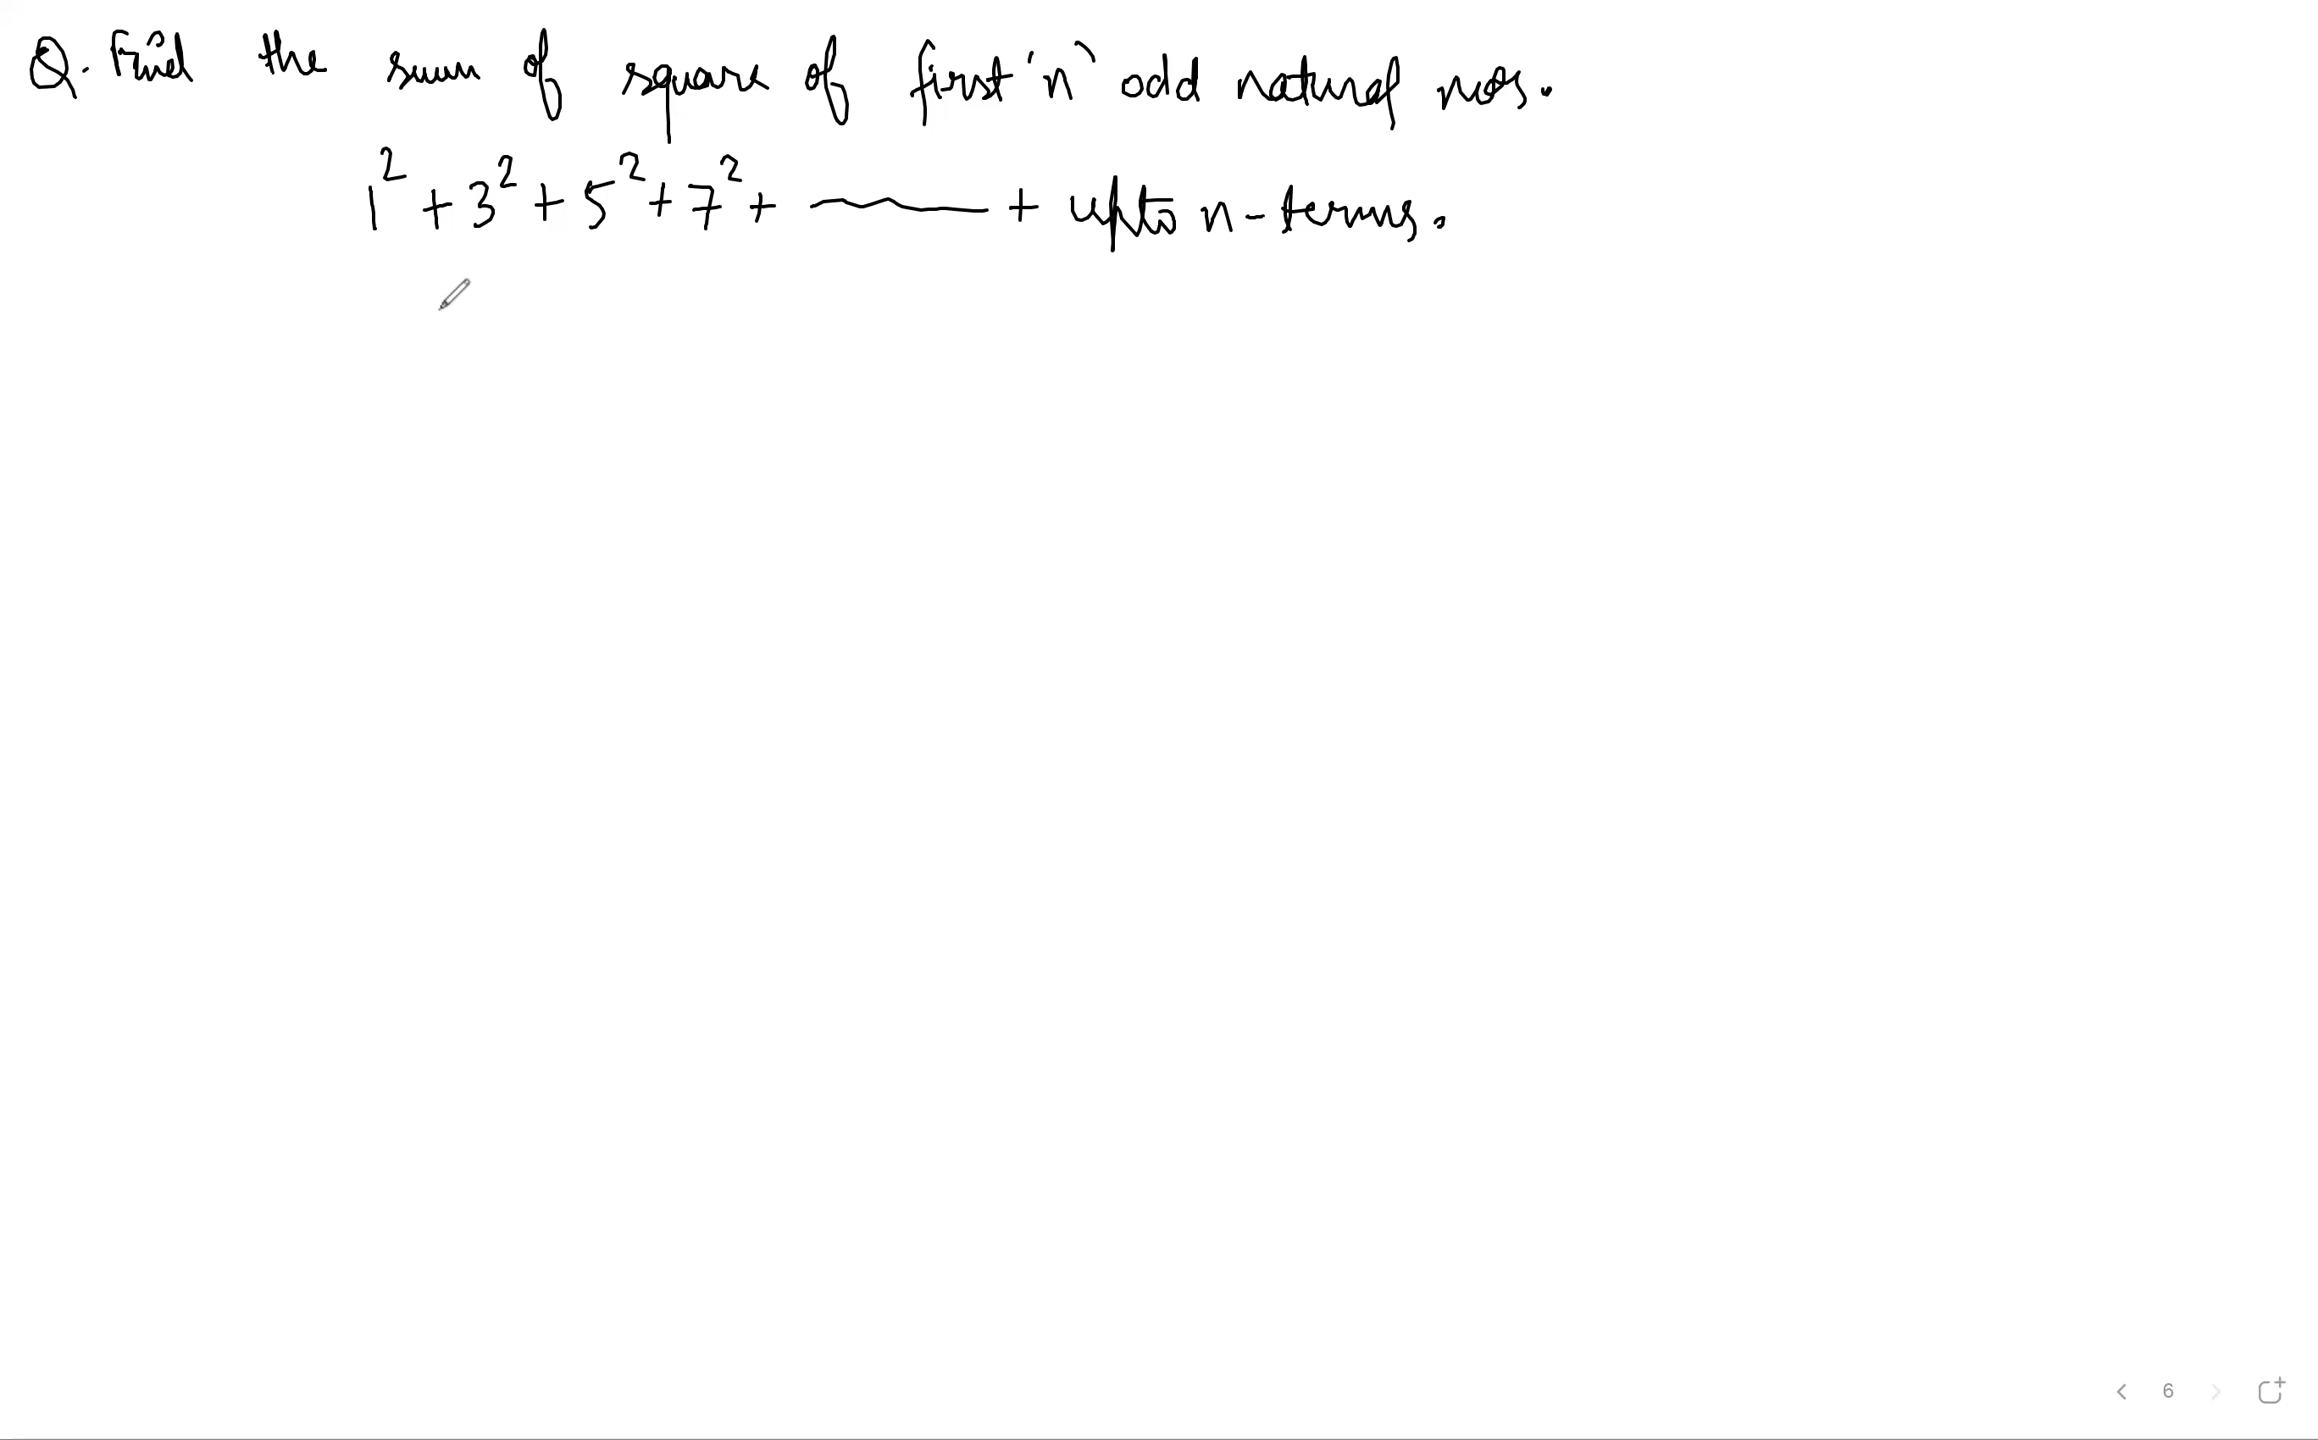 Q. Find the sum of square of first 'n' odd natural nos.
1² + 3² + 5² + 7² + —— + upto n-terms.
6